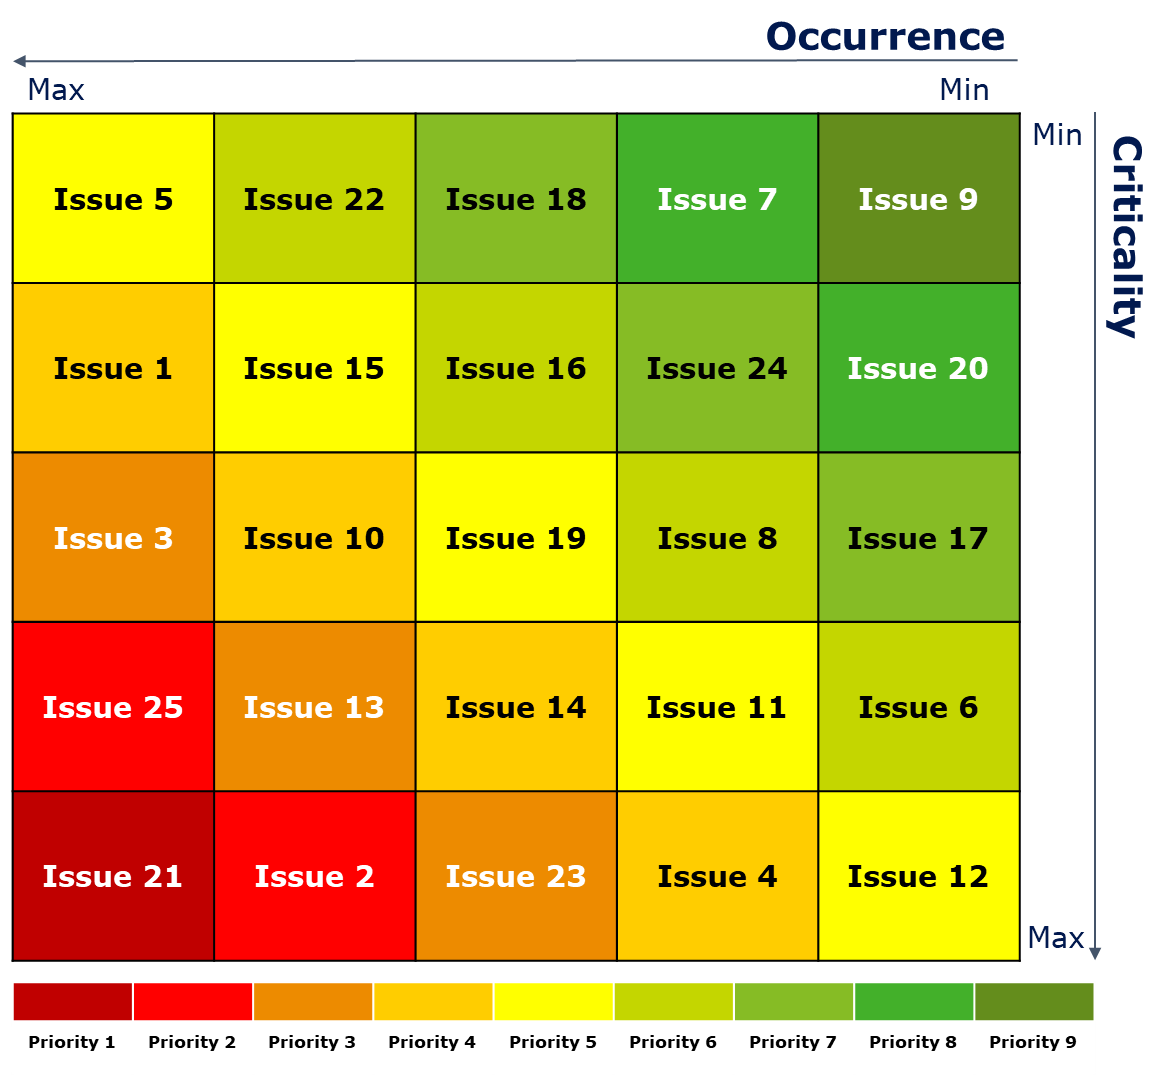 Occurrence
Max
Min
Min
Criticality
Issue 5
Issue 22
Issue 18
Issue 7
Issue 9
Issue 1
Issue 15
Issue 16
Issue 24
Issue 20
Issue 3
Issue 10
Issue 19
Issue 8
Issue 17
Issue 25
Issue 13
Issue 14
Issue 11
Issue 6
Issue 21
Issue 2
Issue 23
Issue 4
Issue 12
Max
Priority 1
Priority 2
Priority 3
Priority 4
Priority 5
Priority 6
Priority 7
Priority 8
Priority 9